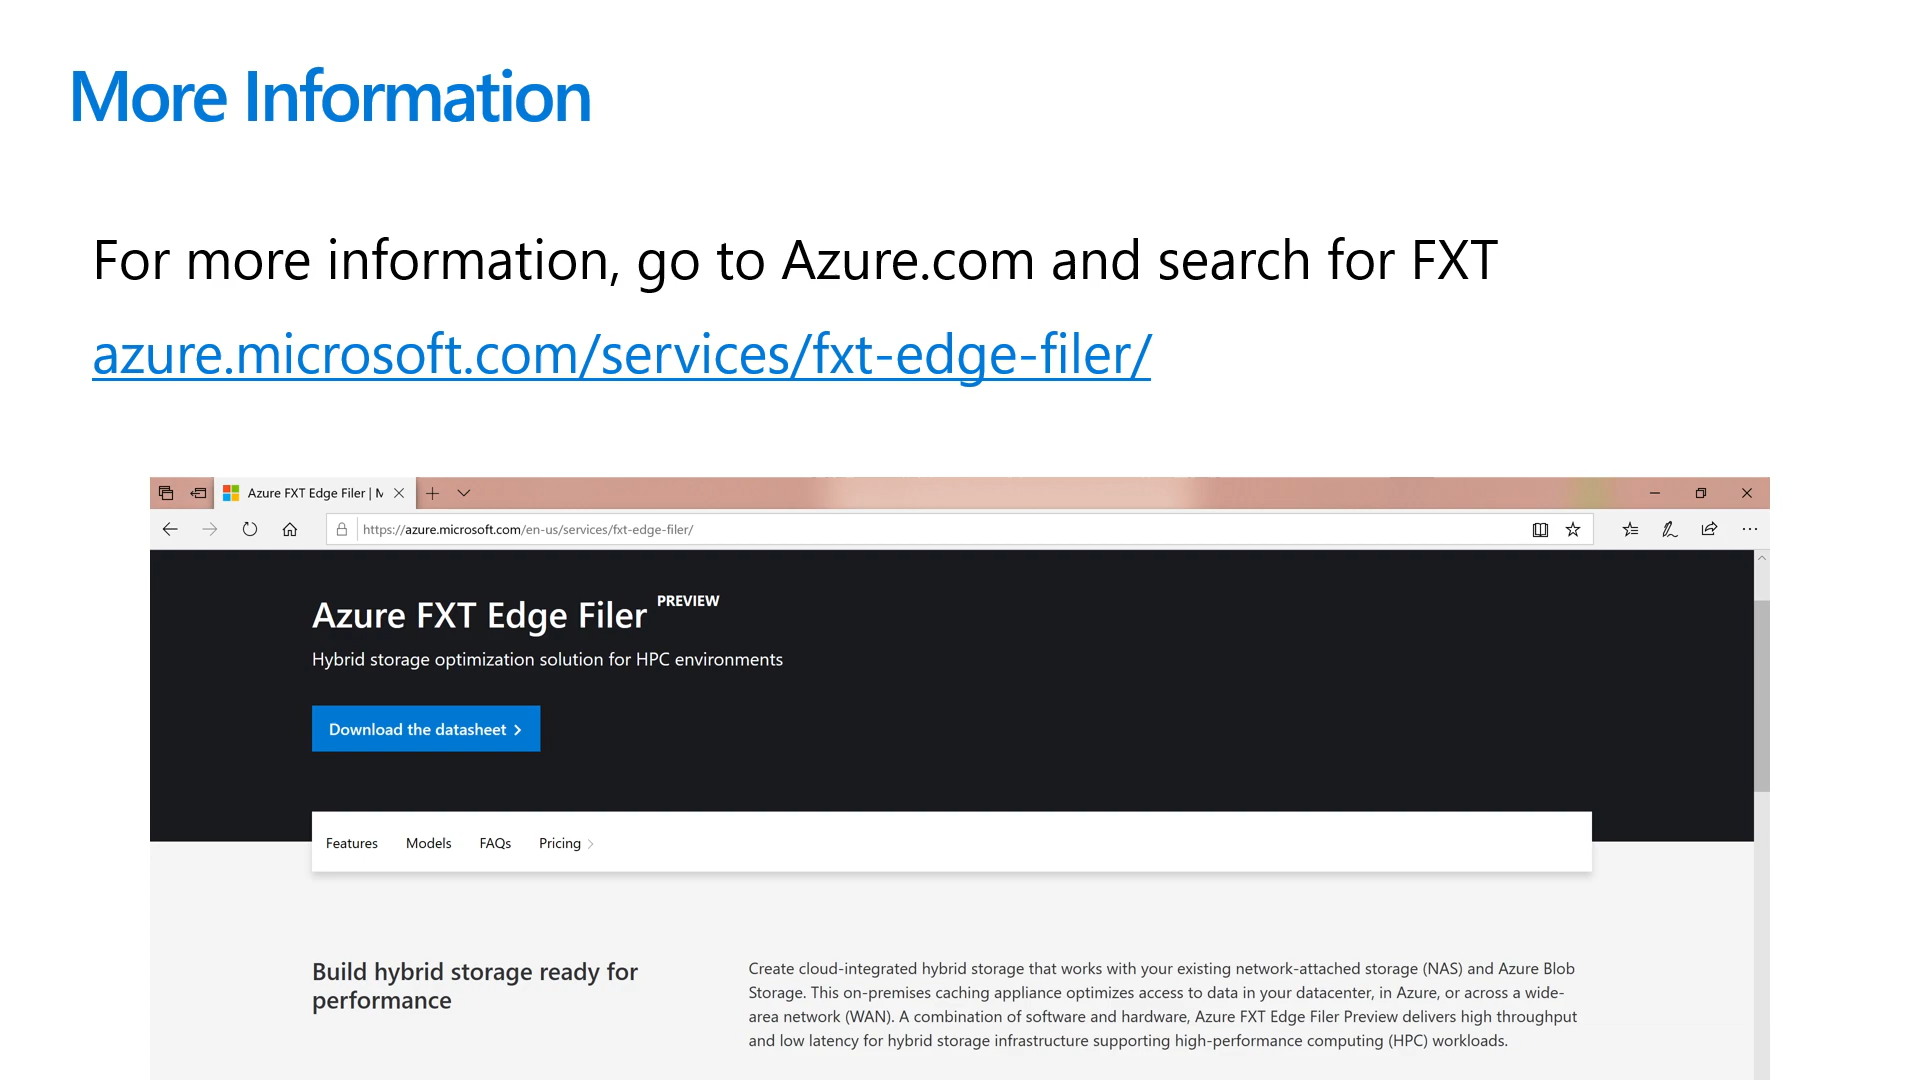 More Information
For more information, go to Azure.com and search for FXT
azure.microsoft.com/services/fxt-edge-filer/
Azure FXT Edge Filer | M
https://azure.microsoft.com/en-us/services/fxt-edge-filer/
Azure FXT Edge Filer PREVIEW
Hybrid storage optimization solution for HPC environments
Download the datasheet
Features Models FAQs Pricing
Build hybrid storage ready for
performance
Create cloud-integrated hybrid storage that works with your existing network-attached storage (NAS) and Azure Blob
Storage. This on-premises caching appliance optimizes access to data in your datacenter, in Azure, or across a wide-
area network (WAN). A combination of software and hardware, Azure FXT Edge Filer Preview delivers high throughput
and low latency for hybrid storage infrastructure supporting high-performance computing (HPC) workloads.